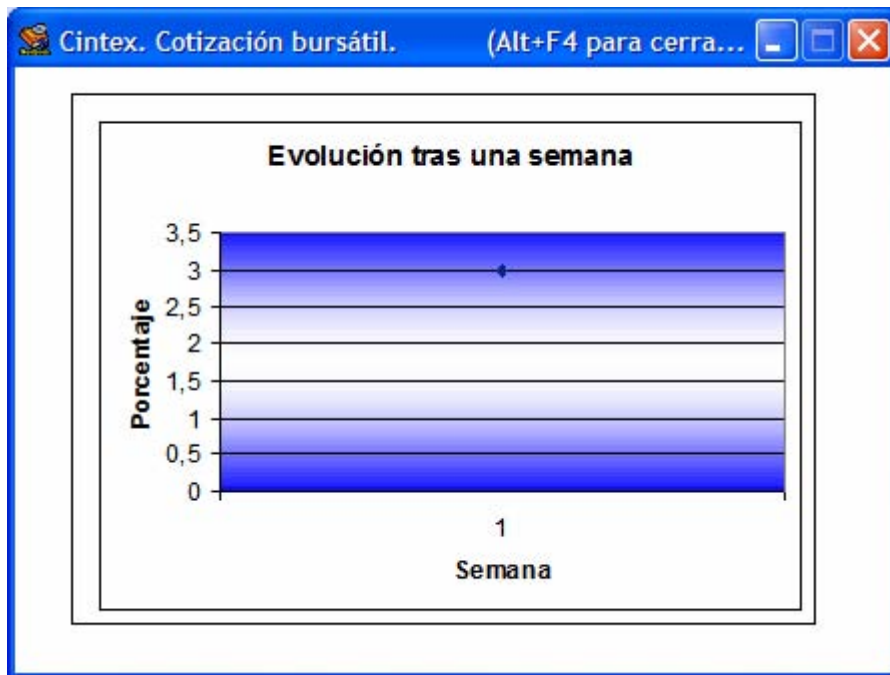 Cintex. Cotización bursátil. (Alt+F4 para cerra...
Evolución tras una semana
3,5
3
2,5
2
1,5
1
0,5
0
Porcentaje
1
Semana